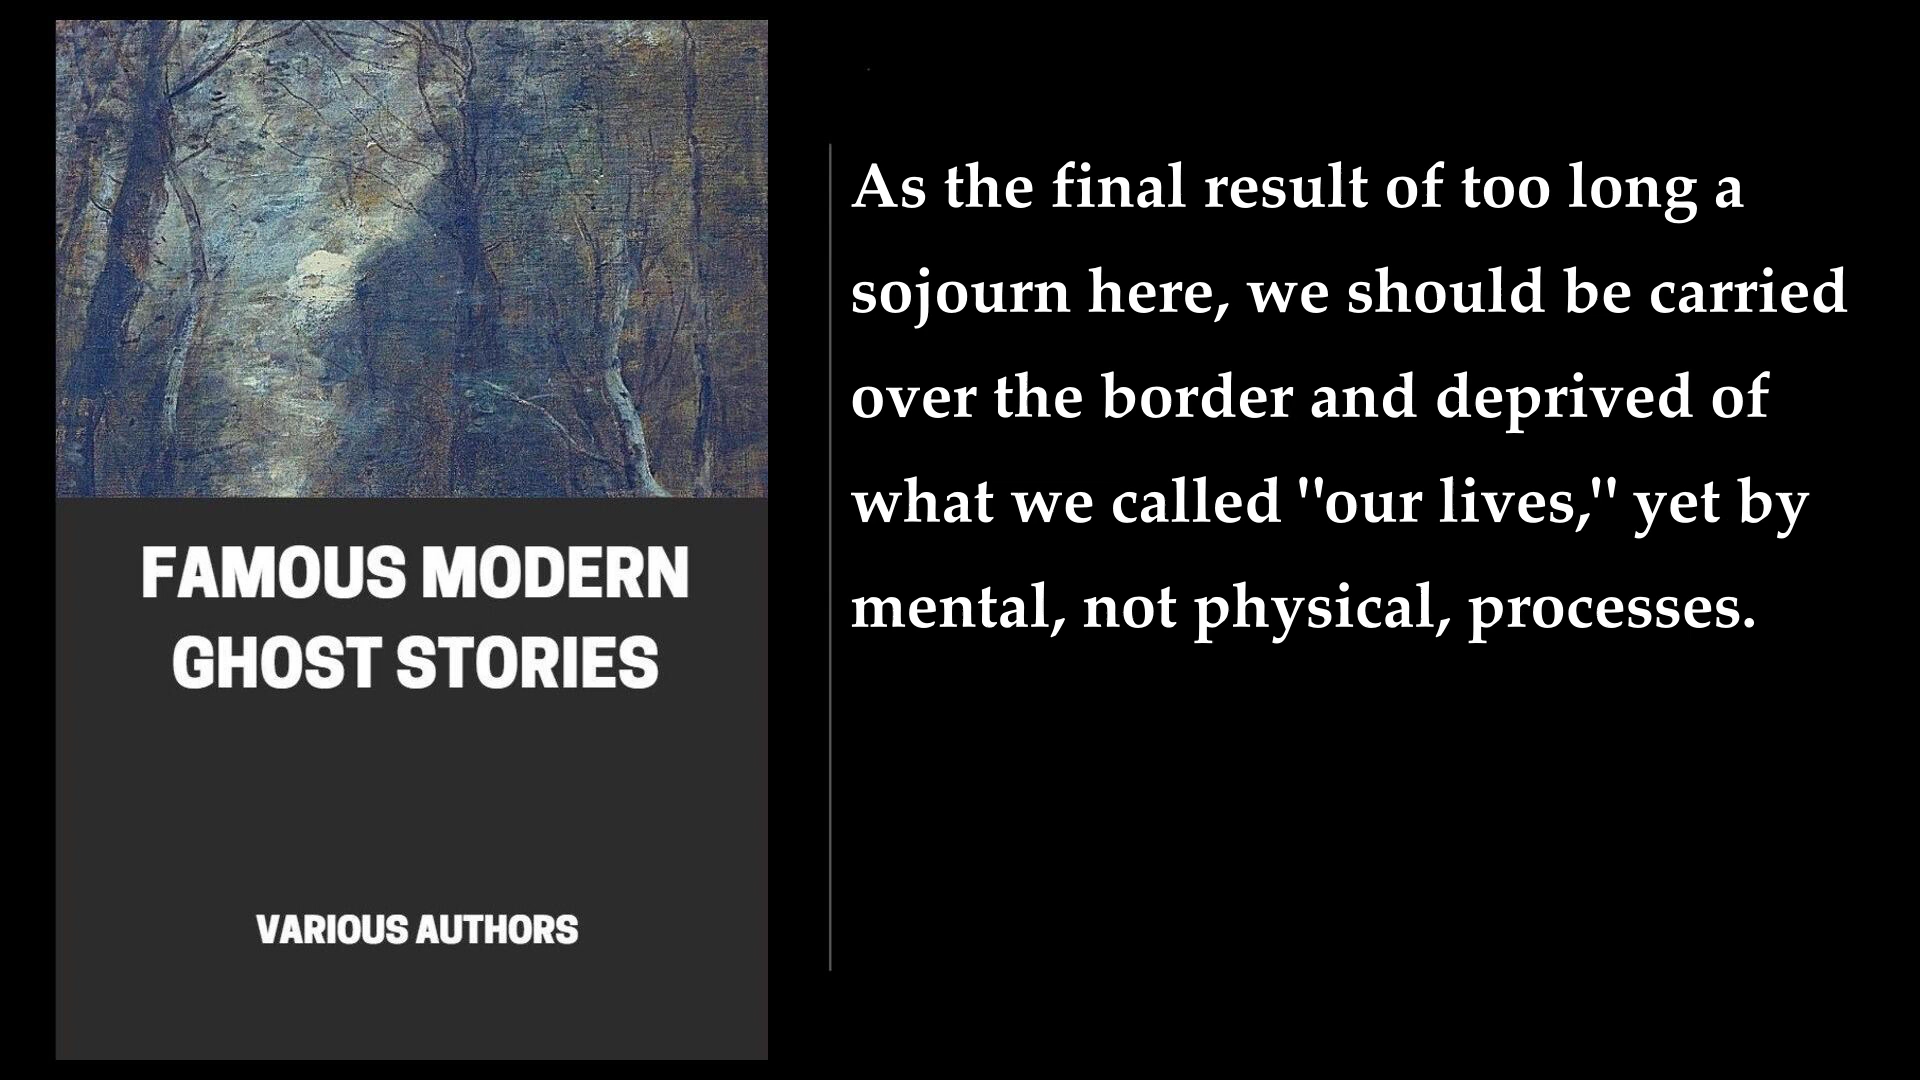 FAMOUS MODERN
GHOST STORIES
VARIOUS AUTHORS
As the final result of too long a
sojourn here, we should be carried
over the border and deprived of
what we called "our lives," yet by
mental, not physical, processes.